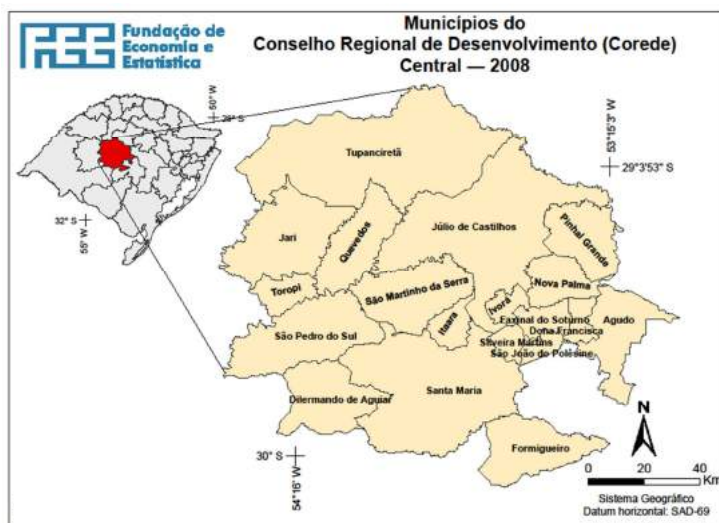 FEE
Fundação de
Economia e
Estatística
Municípios do
Conselho Regional de Desenvolvimento (Corede)
Central — 2008
50° W
28° S
32° S
55° W
53°15'3" W
29°3'53" S
Tupanciretã
Jari
Quevedos
Júlio de Castilhos
Pinhal Grande
Toropi
São Martinho da Serra
Nova Palma
Ivorá
Itaara
Faxinal do Soturno
Dona Francisca
Agudo
São Pedro do Sul
Silveira Martins
São João do Polêsine
Dilermando de Aguiar
Santa Maria
Formigueiro
30° S
54°16' W
N
0 20 40
Km
Sistema Geográfico
Datum horizontal: SAD-69